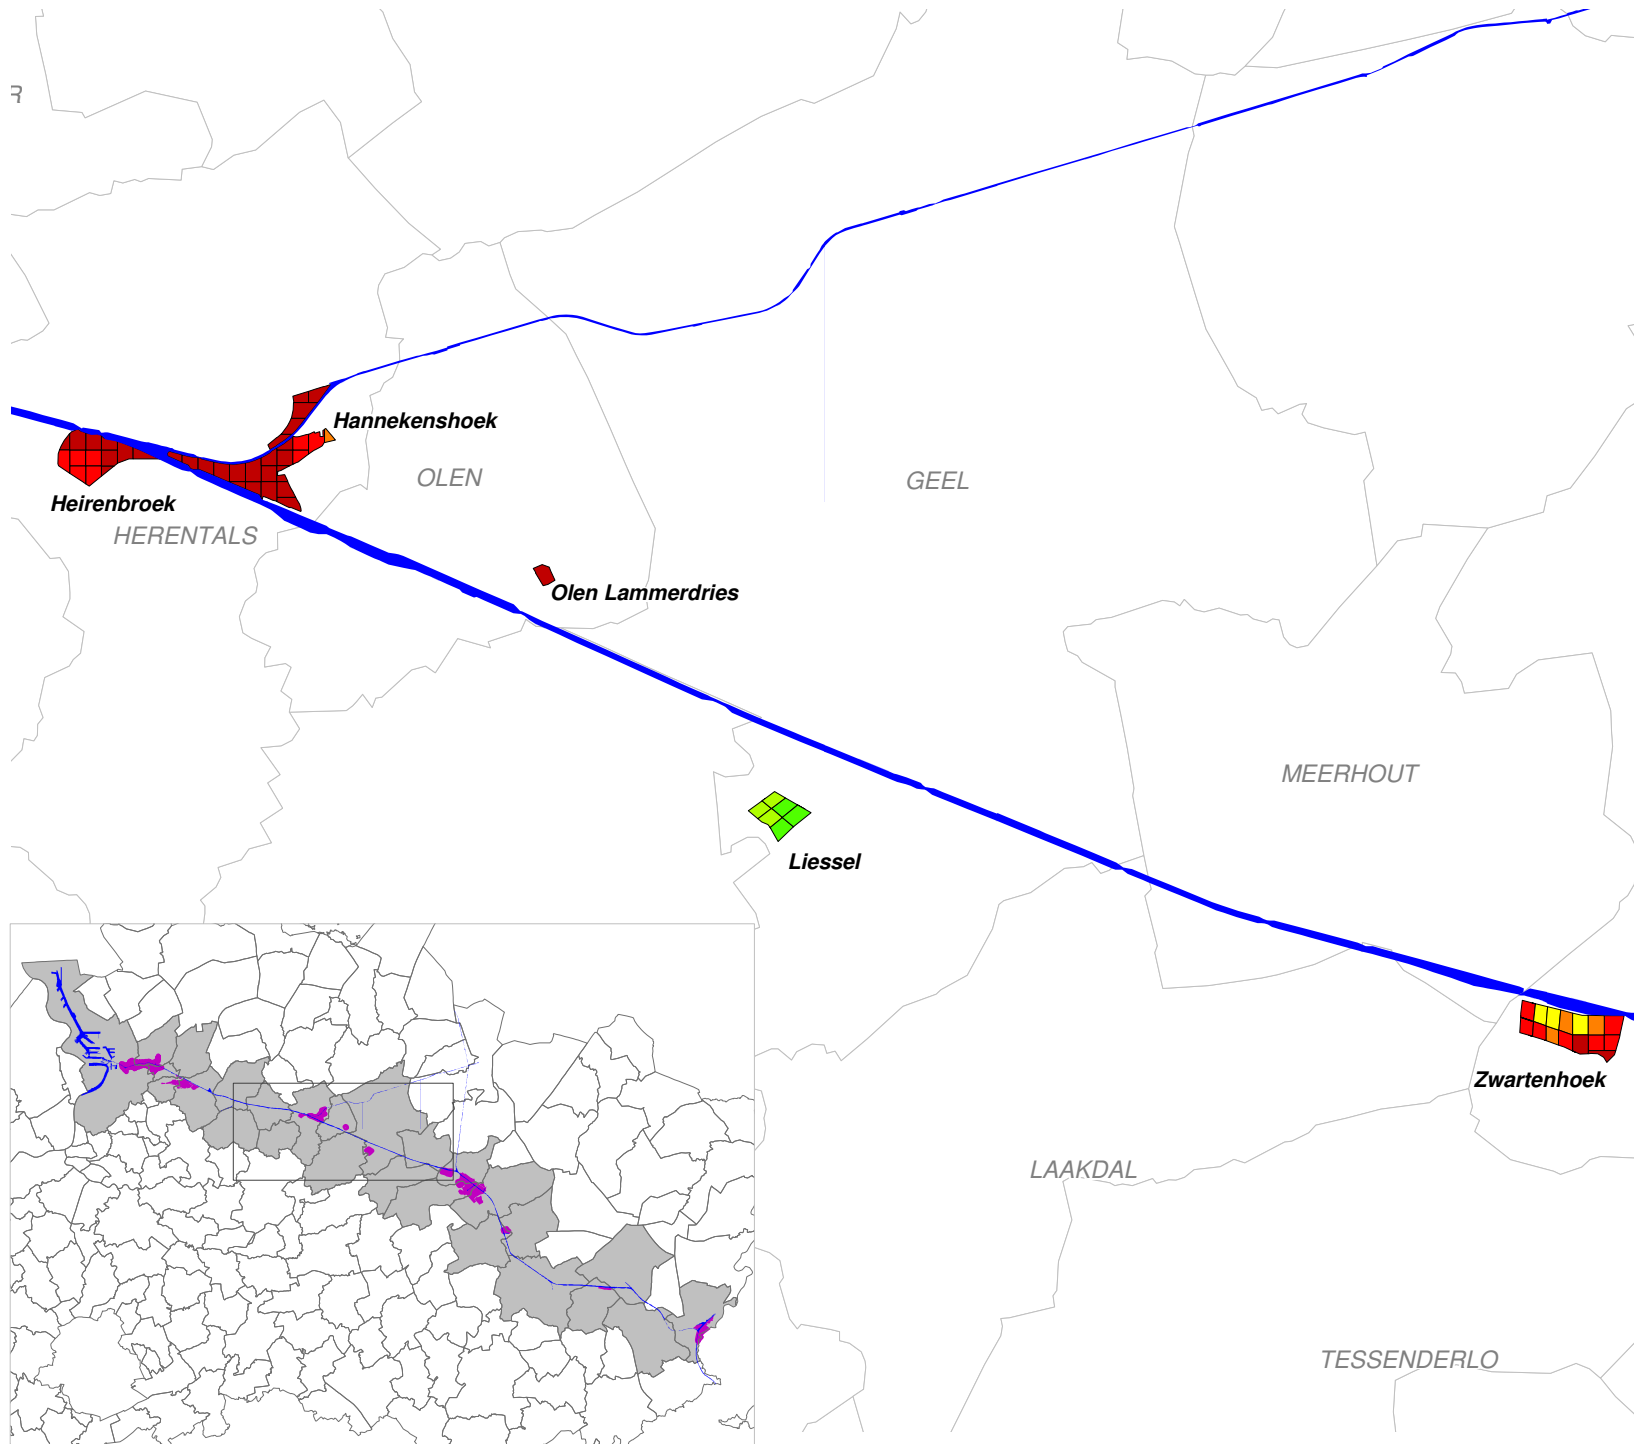 R
Hannekenshoek
OLEN
GEEL
Heirenbroek
HERENTALS
Olen Lammerdries
MEERHOUT
Liessel
Zwartenhoek
LAAKDAL
TESSENDERLO